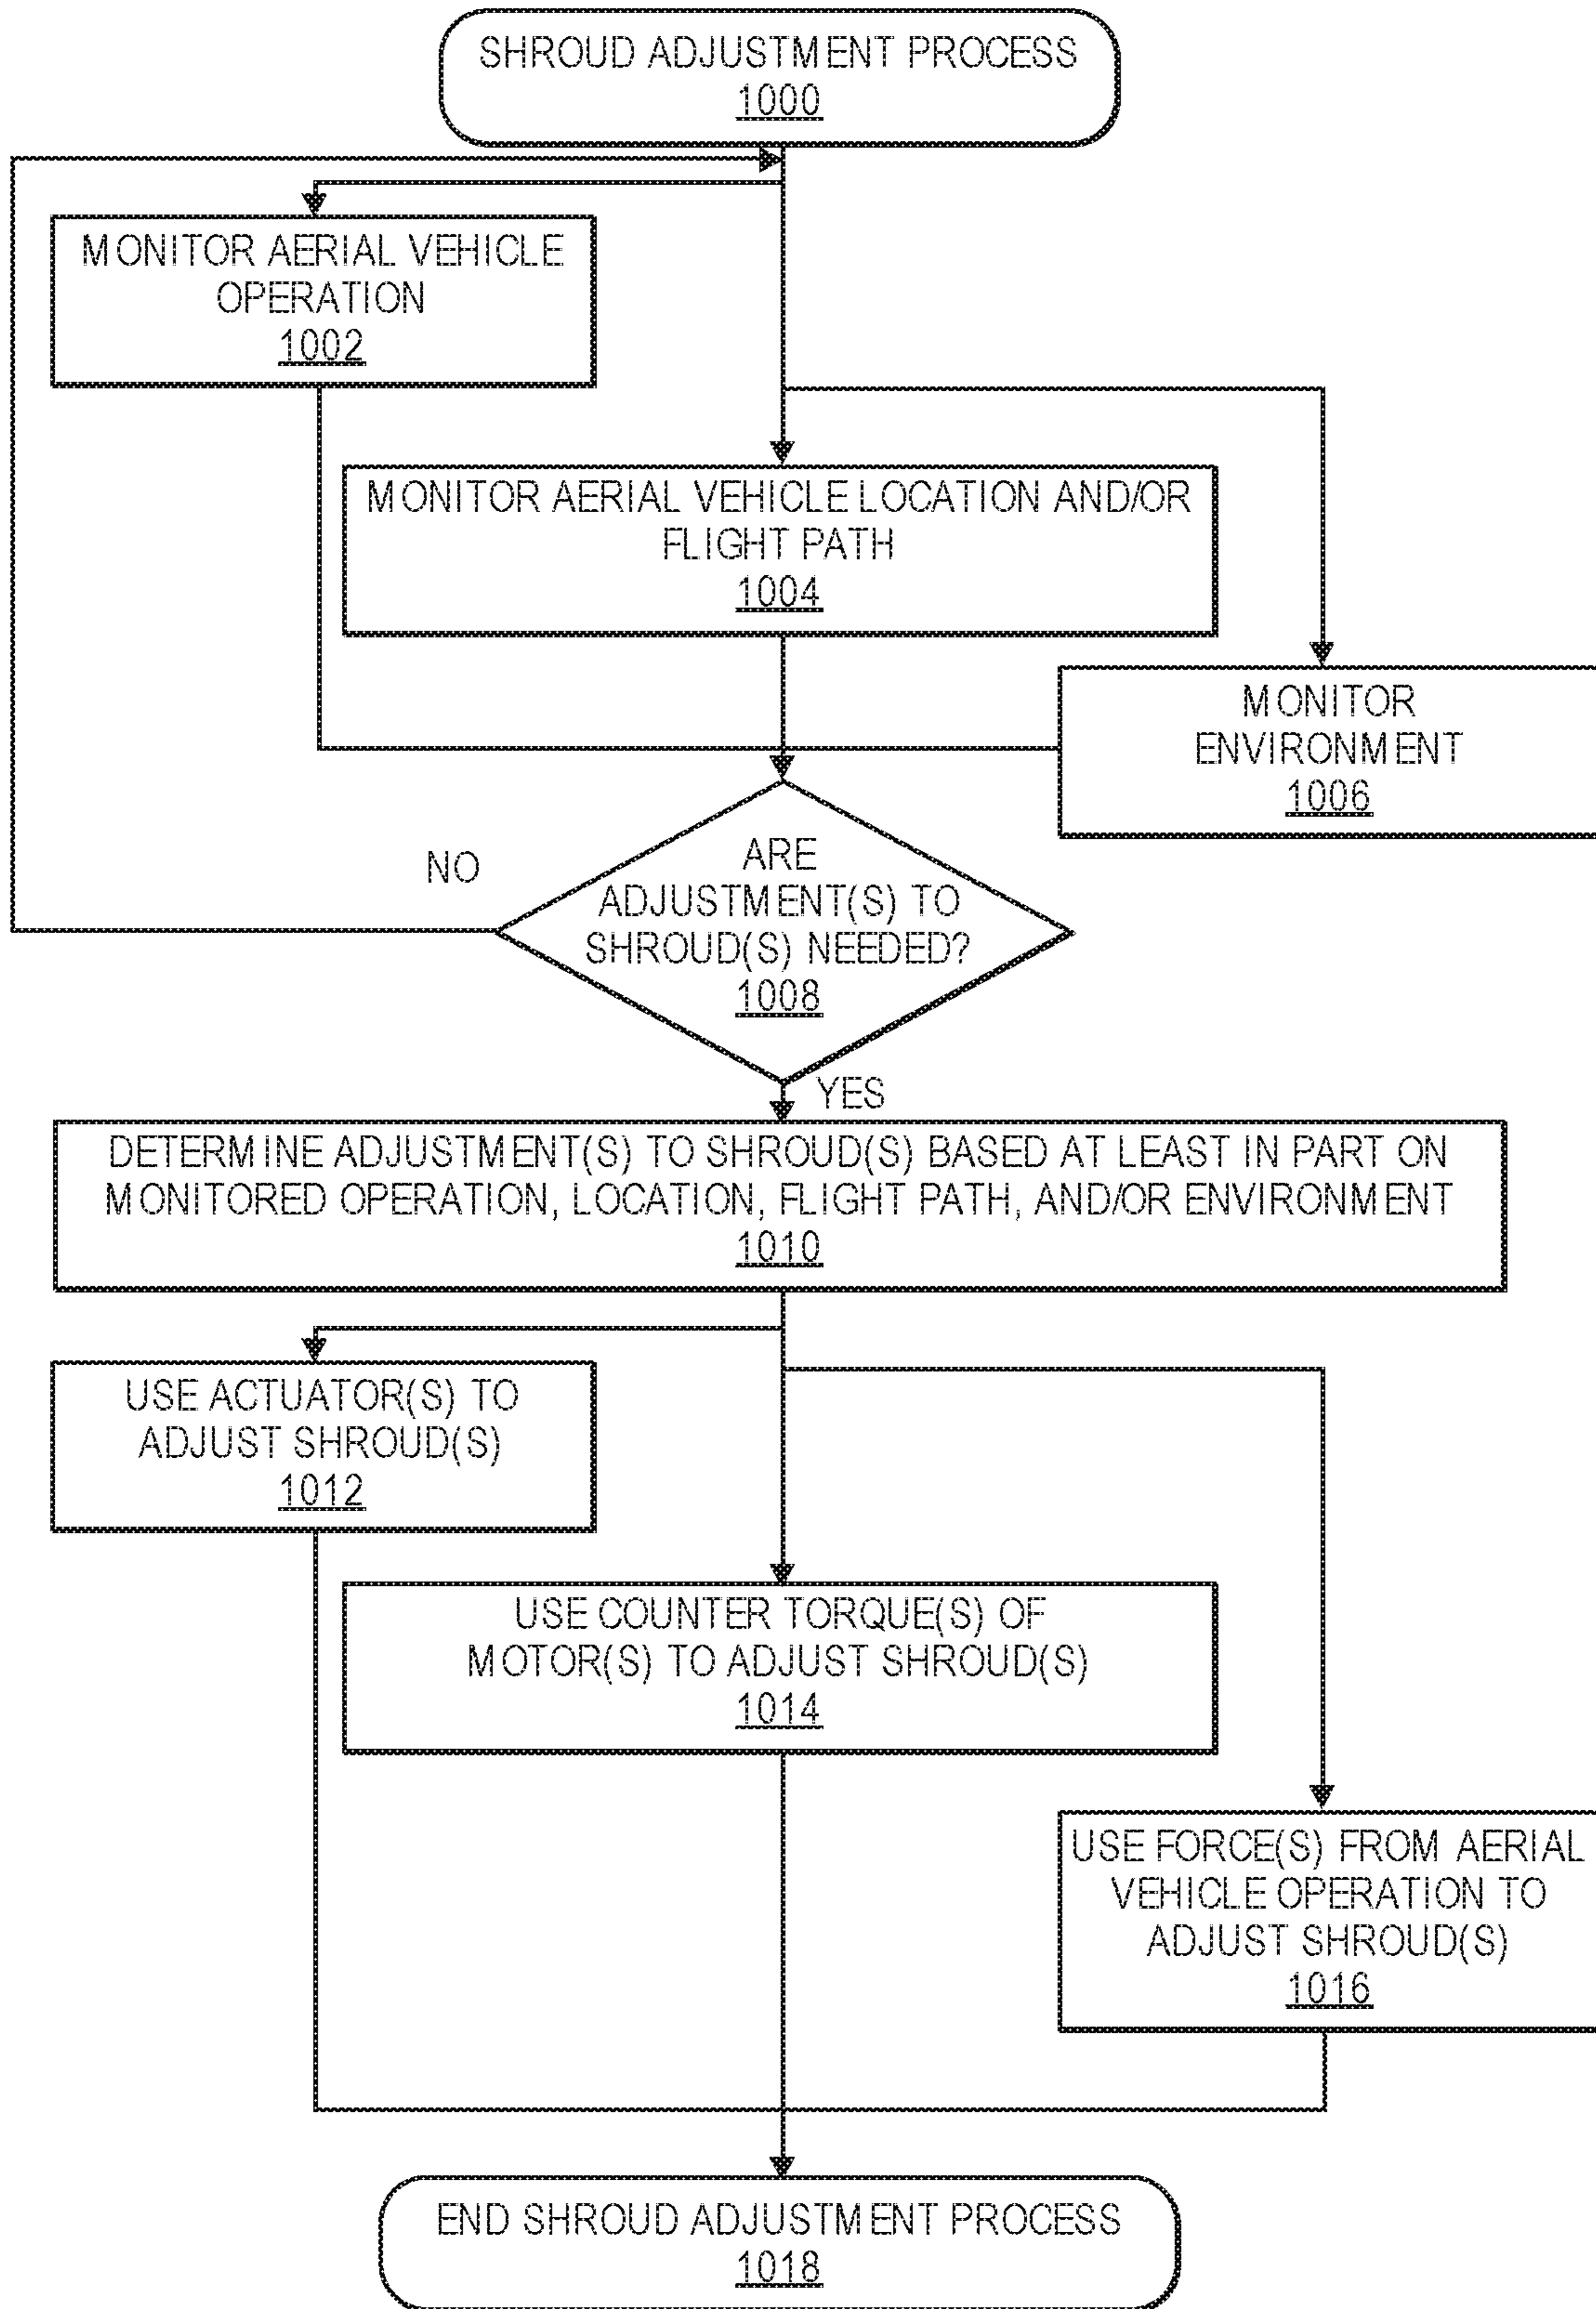 SHROUD ADJUSTMENT PROCESS
1000
MONITOR AERIAL VEHICLE
OPERATION
1002
MONITOR AERIAL VEHICLE LOCATION AND/OR
FLIGHT PATH
1004
MONITOR
ENVIRONMENT
1006
NO
ARE
ADJUSTMENT(S) TO
SHROUD(S) NEEDED?
1008
YES
DETERMINE ADJUSTMENT(S) TO SHROUD(S) BASED AT LEAST IN PART ON
MONITORED OPERATION, LOCATION, FLIGHT PATH, AND/OR ENVIRONMENT
1010
USE ACTUATOR(S) TO
ADJUST SHROUD(S)
1012
USE COUNTER TORQUE(S) OF
MOTOR(S) TO ADJUST SHROUD(S)
1014
USE FORCE(S) FROM AERIAL
VEHICLE OPERATION TO
ADJUST SHROUD(S)
1016
END SHROUD ADJUSTMENT PROCESS
1018